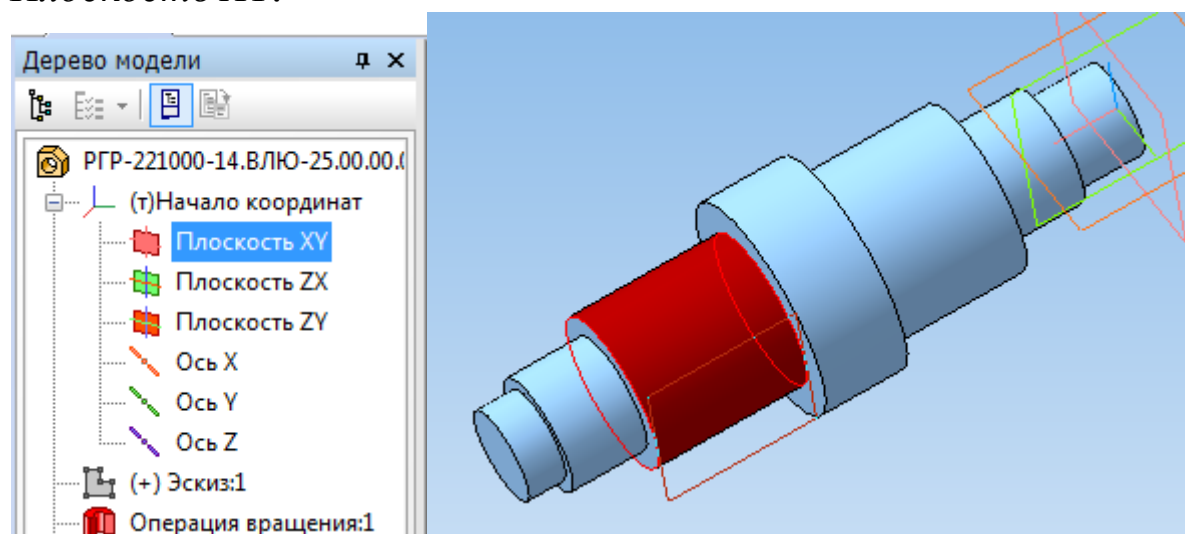 Дерево модели
РГР-221000-14.ВЛЮ-25.00.00.
(т)Начало координат
Плоскость XY
Плоскость ZX
Плоскость ZY
Ось X
Ось Y
Ось Z
(+) Эскиз:1
Операция вращения:1